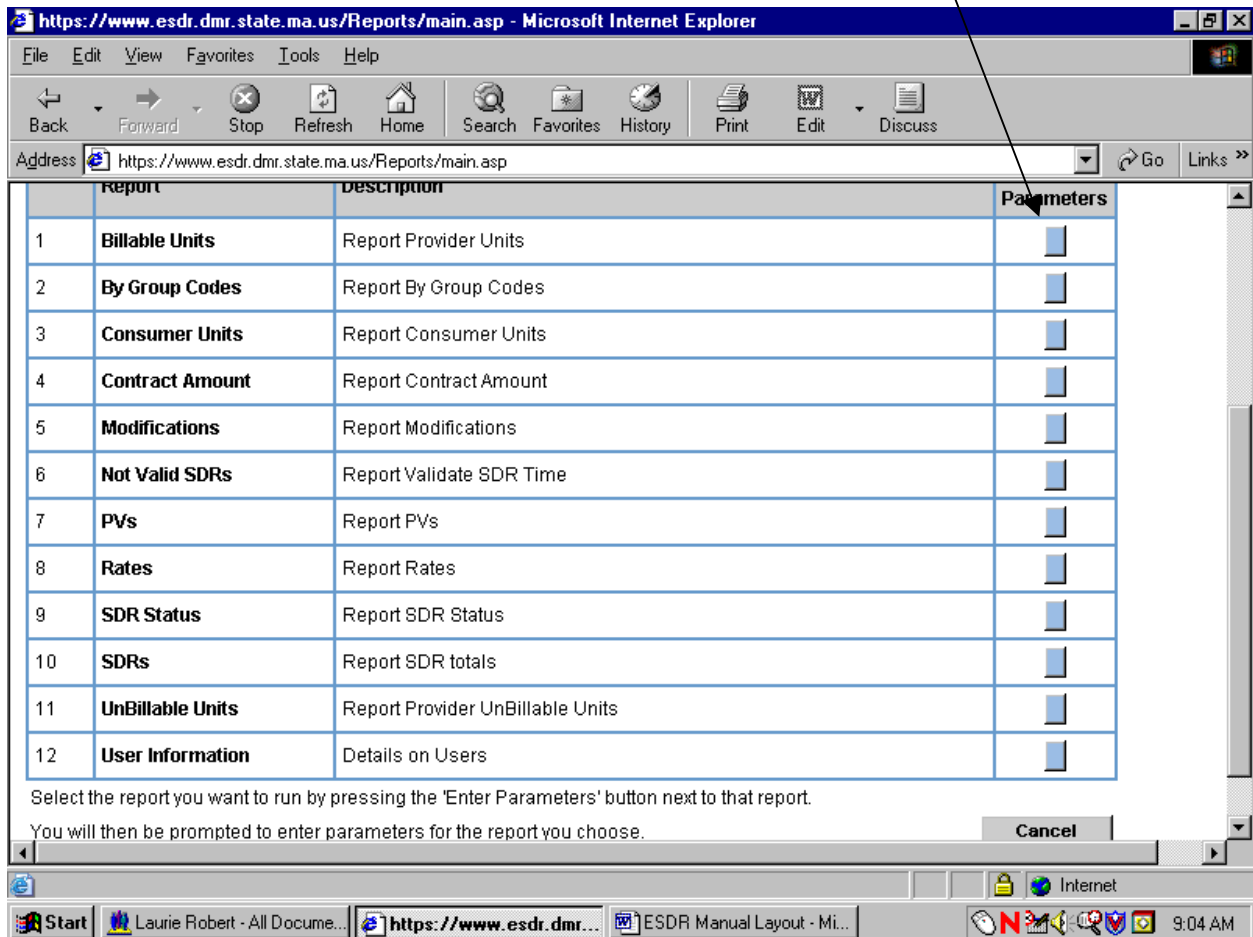 https://www.esdr.dmr.state.ma.us/Reports/main.asp - Microsoft Internet Explorer
File Edit View Favorites Tools Help
Back Forward Stop Refresh Home Search Favorites History Print Edit Discuss
Address https://www.esdr.dmr.state.ma.us/Reports/main.asp Go Links »
Report Description Parameters
1 Billable Units Report Provider Units
2 By Group Codes Report By Group Codes
3 Consumer Units Report Consumer Units
4 Contract Amount Report Contract Amount
5 Modifications Report Modifications
6 Not Valid SDRs Report Validate SDR Time
7 PVs Report PVs
8 Rates Report Rates
9 SDR Status Report SDR Status
10 SDRs Report SDR totals
11 UnBillable Units Report Provider UnBillable Units
12 User Information Details on Users
Select the report you want to run by pressing the 'Enter Parameters' button next to that report.
You will then be prompted to enter parameters for the report you choose. Cancel
Internet
Start Laurie Robert - All Docume... https://www.esdr.dmr... ESDR Manual Layout - Mi... 9:04 AM